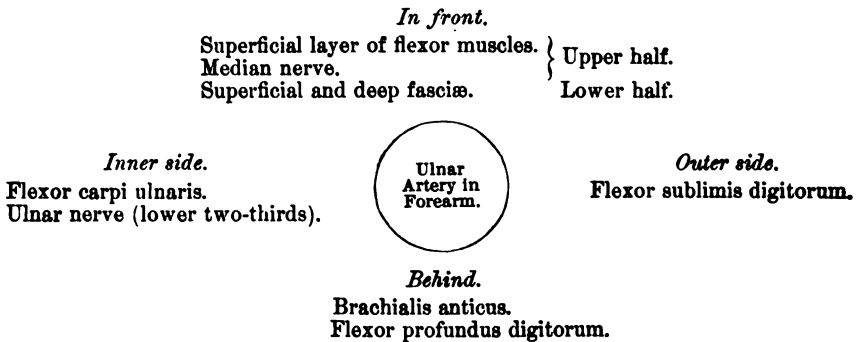 In front.
Superficial layer of flexor muscles. } Upper half.
Median nerve.
Superficial and deep fasciæ. Lower half.
Inner side.
Flexor carpi ulnaris.
Ulnar nerve (lower two-thirds).
Ulnar
Artery in
Forearm.
Outer side.
Flexor sublimis digitorum.
Behind.
Brachialis anticus.
Flexor profundus digitorum.